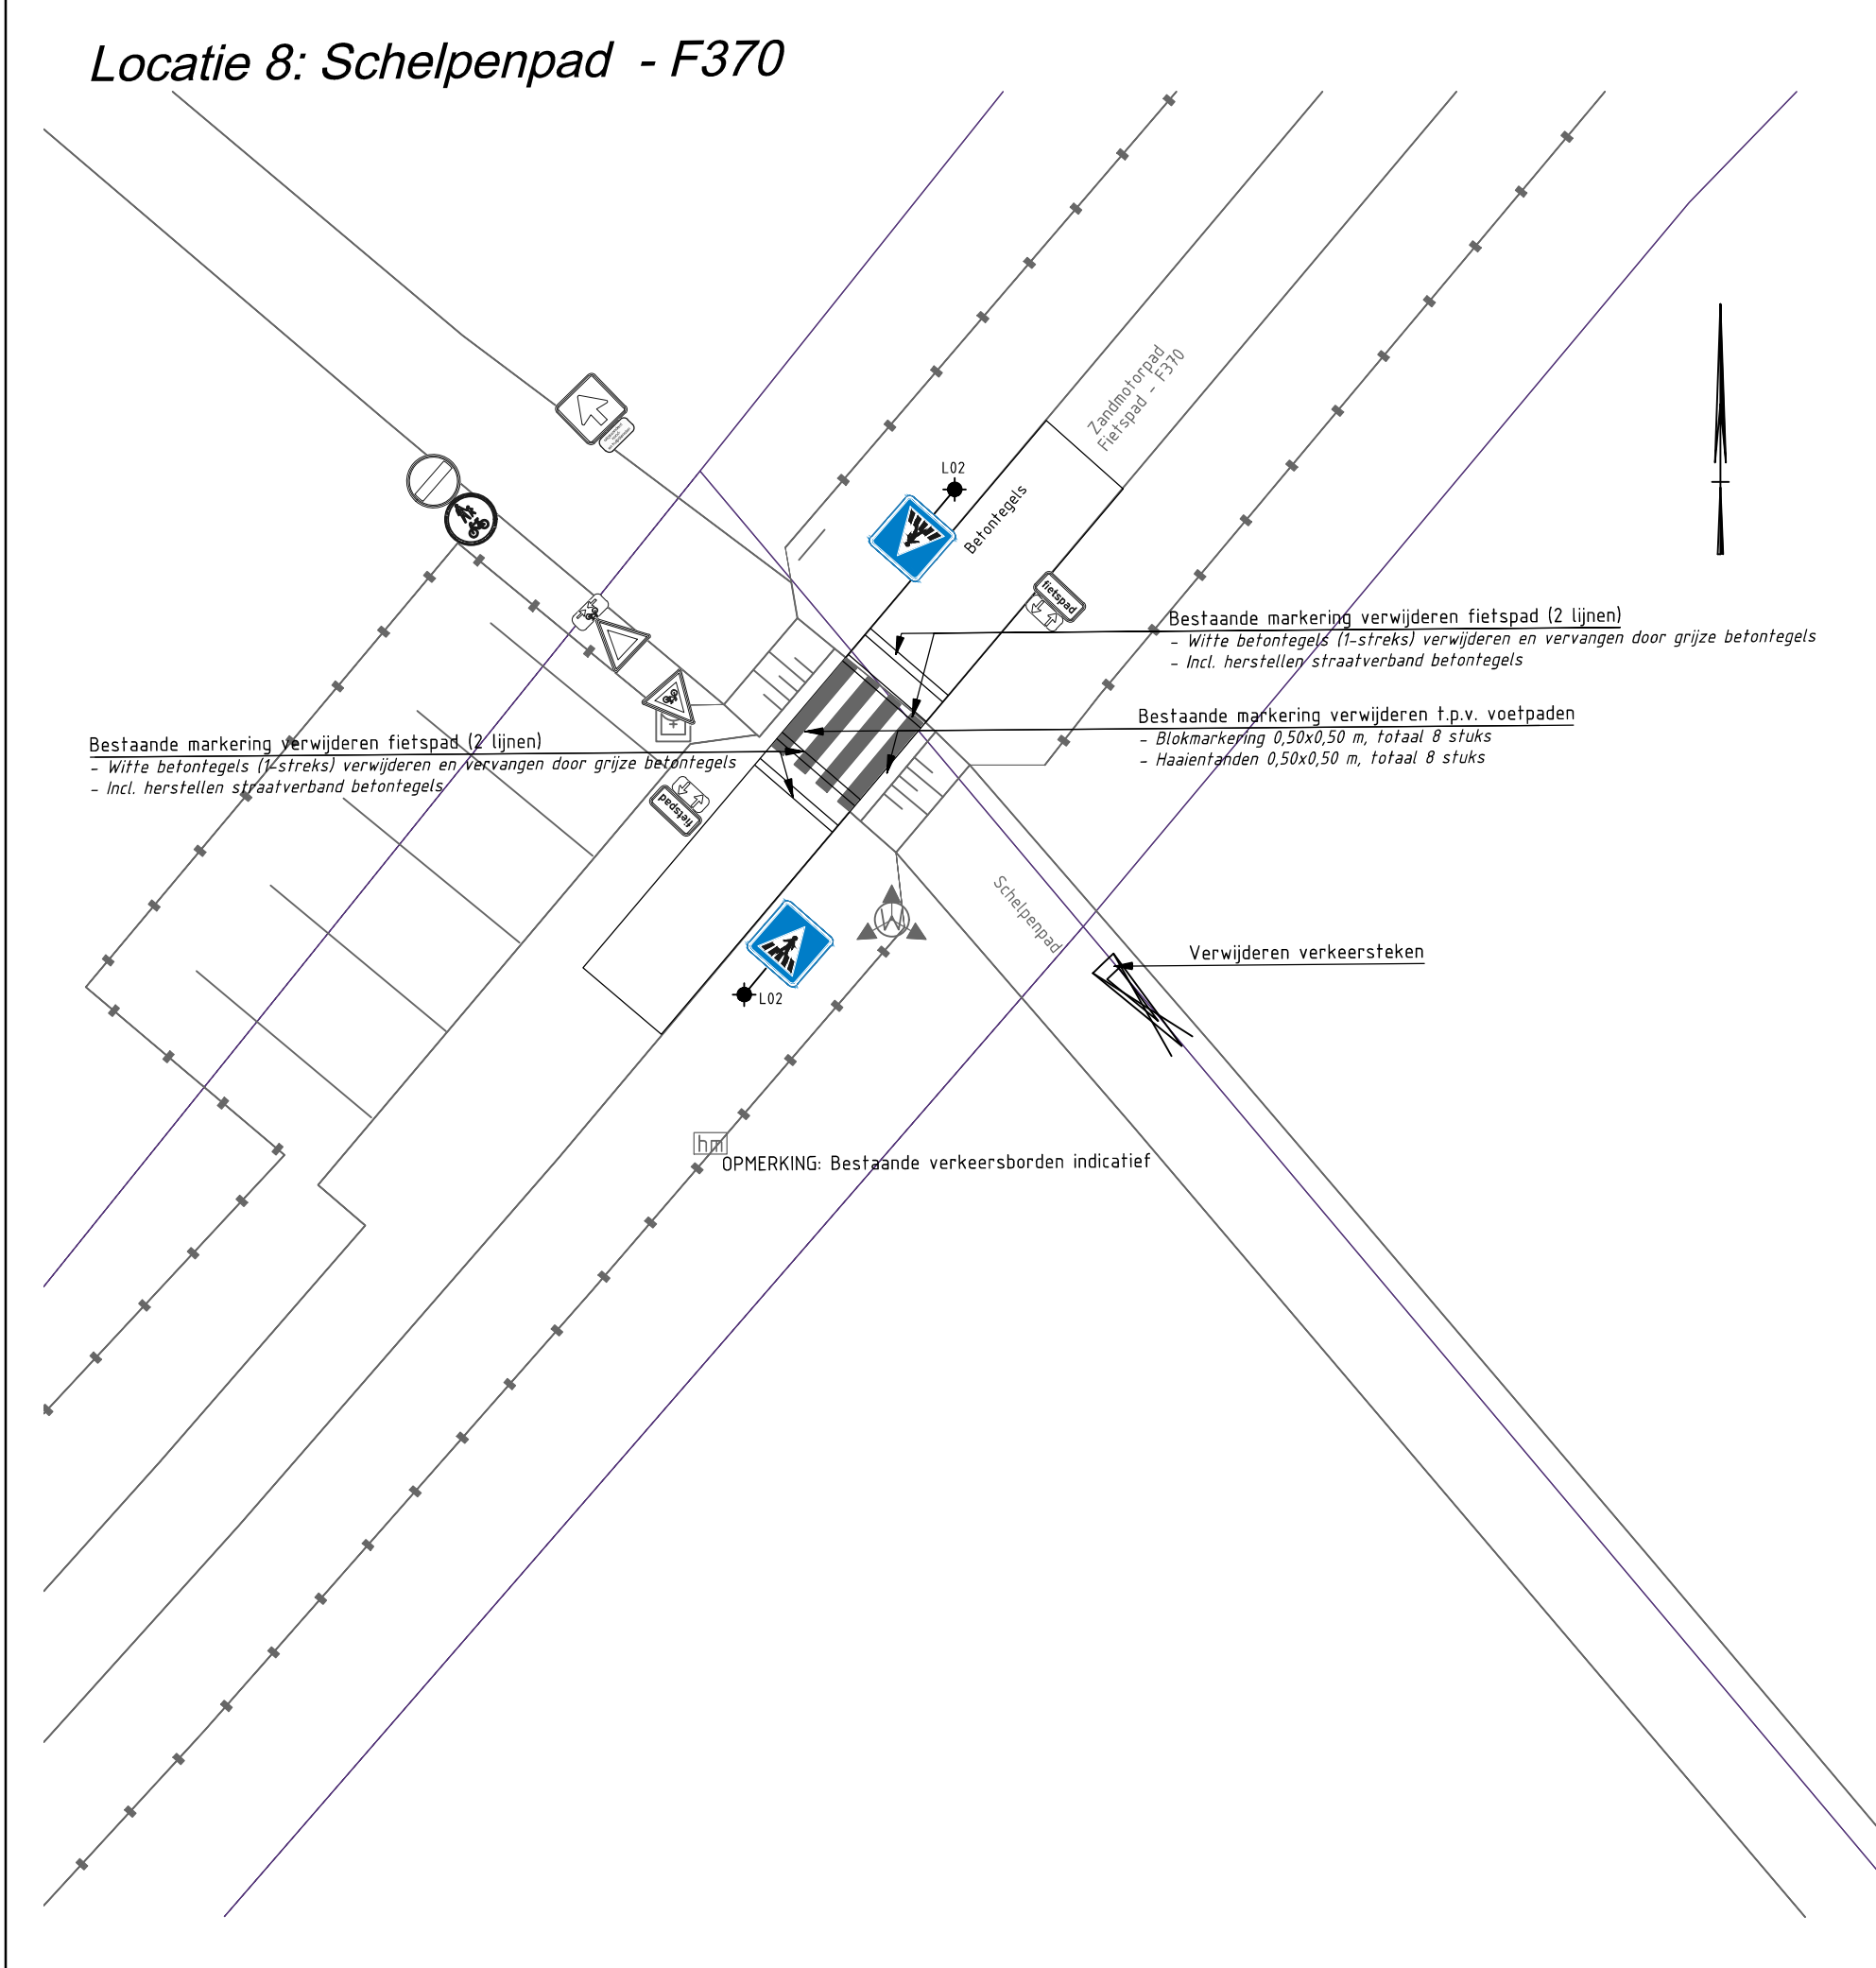 Locatie 8: Schelpenpad - F370
Zandmotorpad
Fietspad - F370
L02
Betontegels
fietspad
Bestaande markering verwijderen fietspad (2 lijnen)
- Witte betontegels (1-streks) verwijderen en vervangen door grijze betontegels
- Incl. herstellen straatverband betontegels
Bestaande markering verwijderen t.p.v. voetpaden
- Blokmarkering 0,50x0,50 m, totaal 8 stuks
- Haaientanden 0,50x0,50 m, totaal 8 stuks
Bestaande markering verwijderen fietspad (2 lijnen)
- Witte betontegels (1-streks) verwijderen en vervangen door grijze betontegels
- Incl. herstellen straatverband betontegels
fietspad
Schelpenpad
W
Verwijderen verkeersteken
L02
hm
OPMERKING: Bestaande verkeersborden indicatief